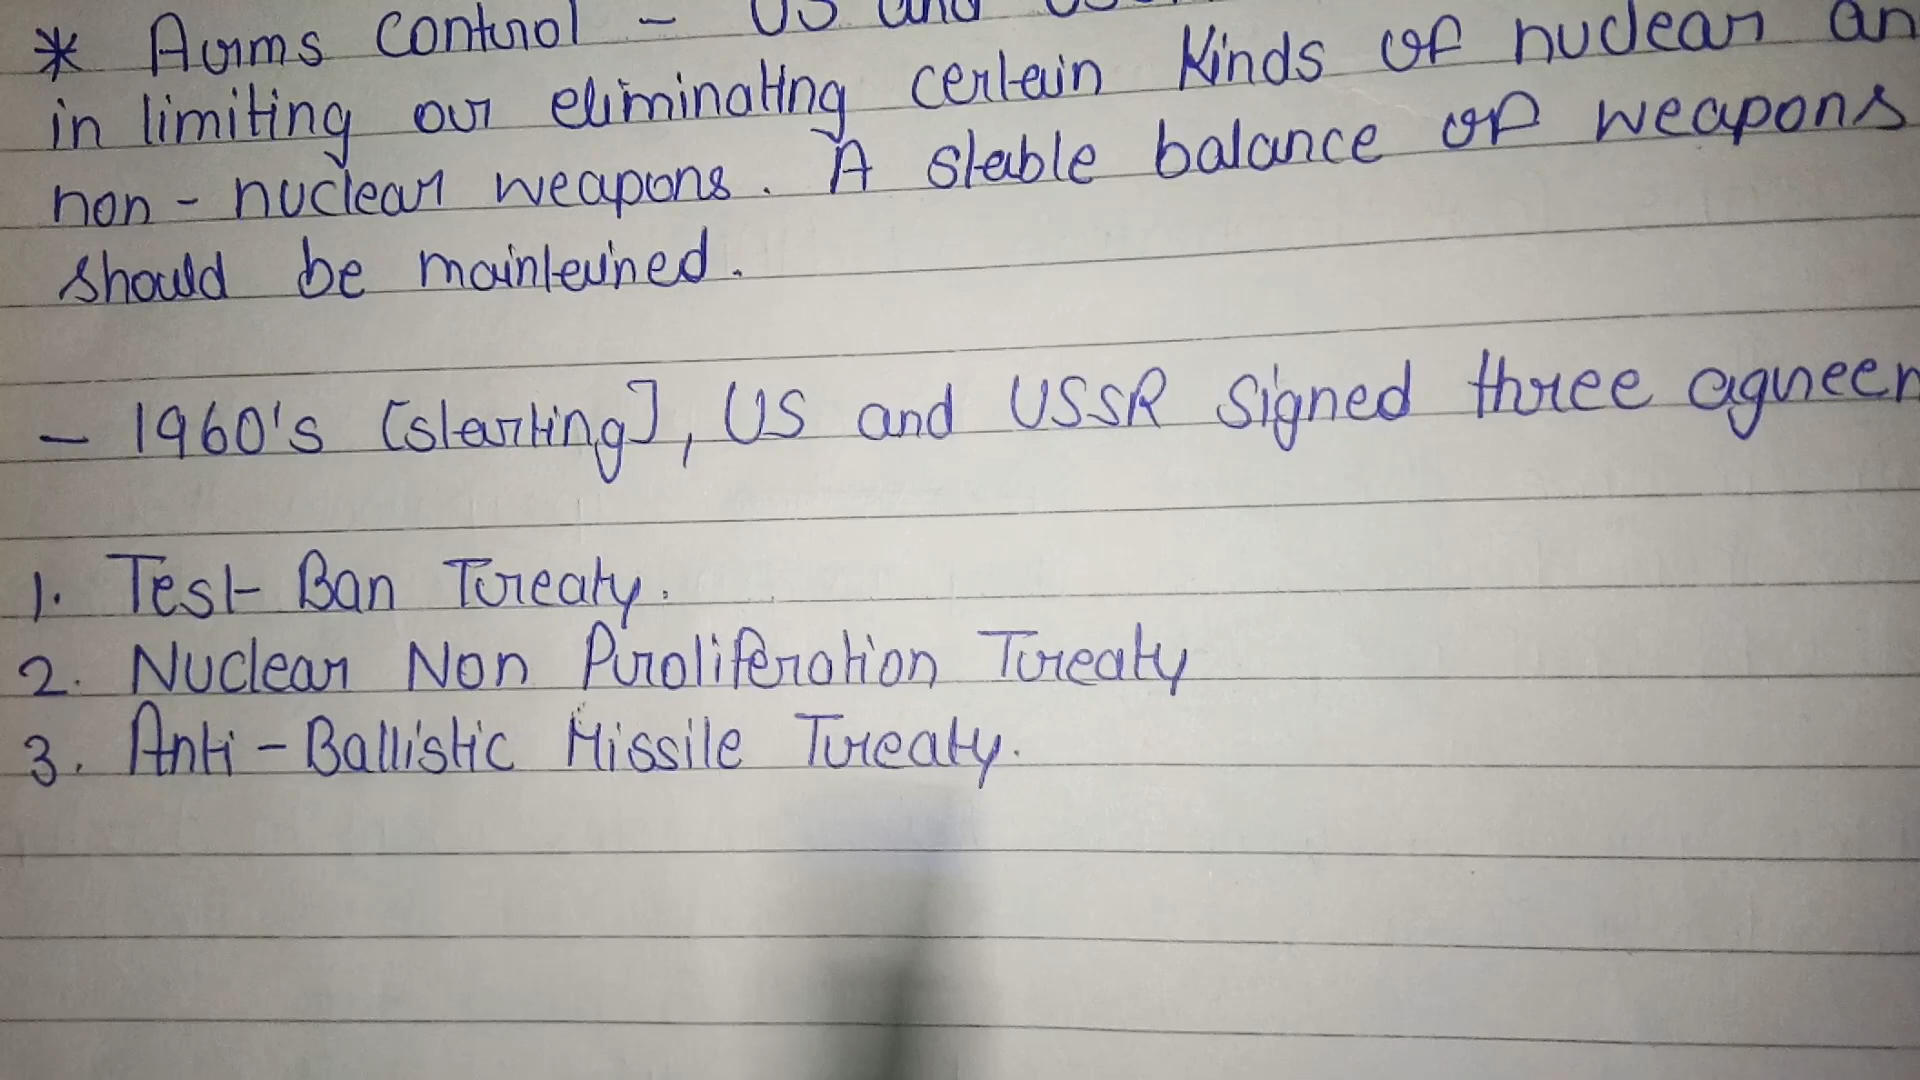 * Arms control - US and
in limiting or eliminating certain kinds of nuclear an
non - nuclear weapons. A stable balance of weapons
should be maintained.
- 1960's [starting], US and USSR signed three agreem
1. Test Ban Treaty.
2. Nuclear Non Proliferation Treaty
3. Anti - Ballistic Missile Treaty.